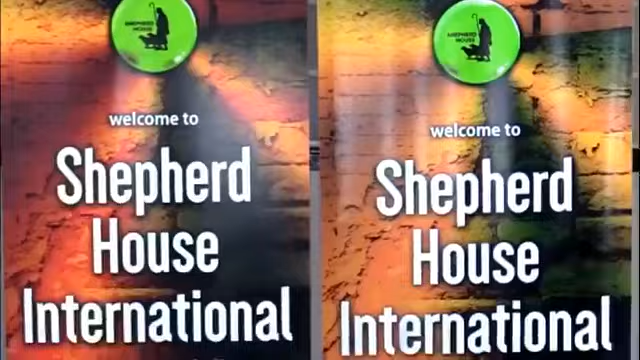 SHEPHERD
HOUSE
welcome to
Shepherd
House
International
SHEPHERD
HOUSE
welcome to
Shepherd
House
International